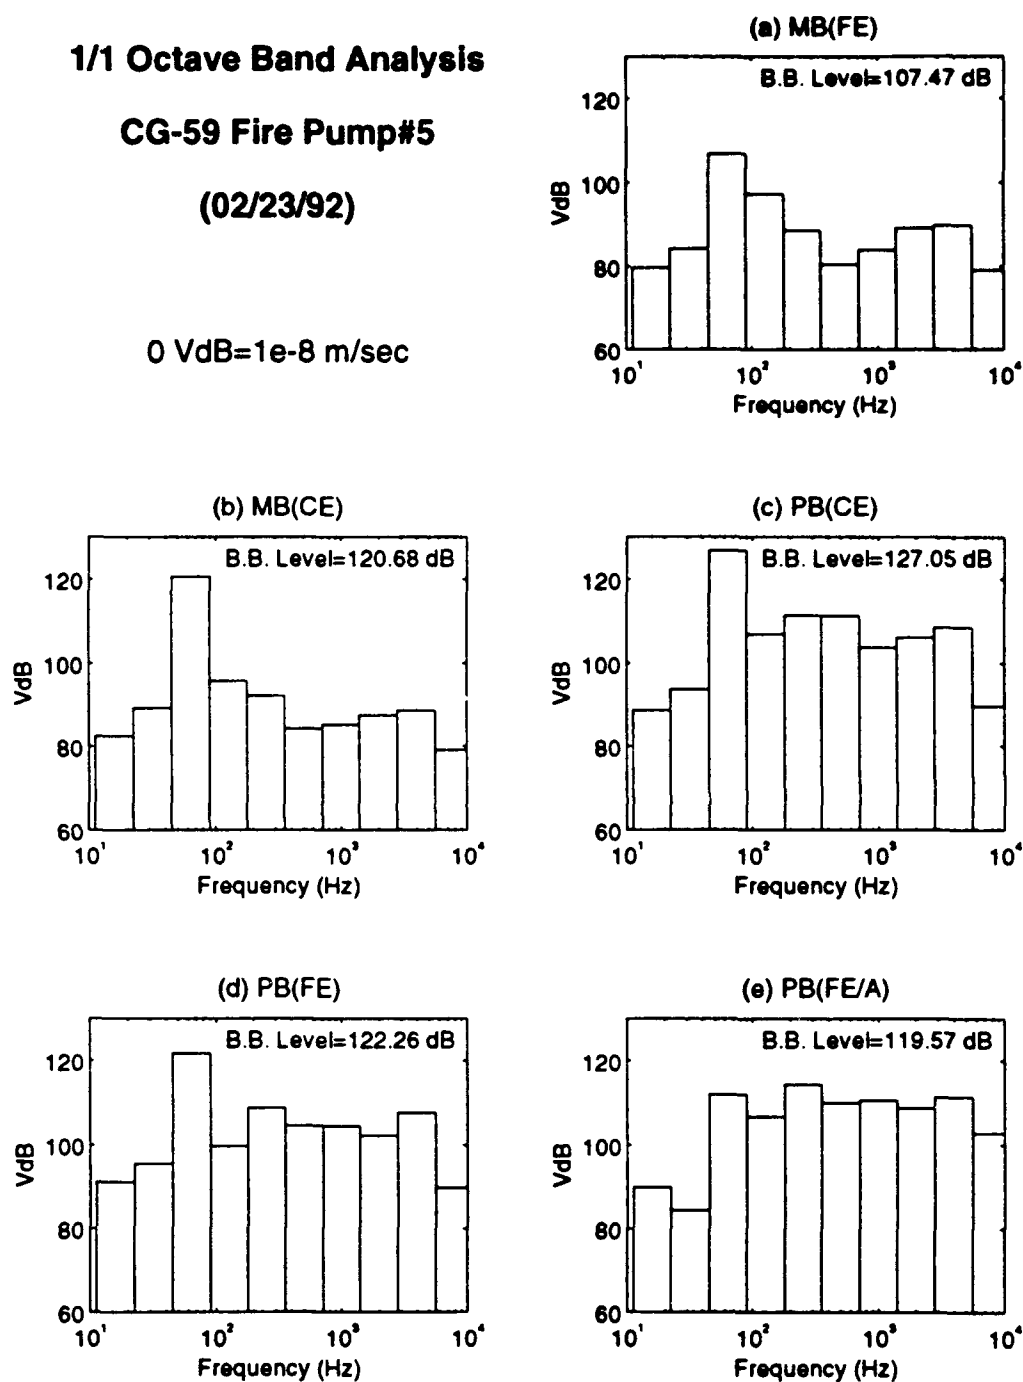 1/1 Octave Band Analysis
CG-59 Fire Pump#5
(02/23/92)
0 VdB=1e-8 m/sec
(a) MB(FE)
B.B. Level=107.47 dB
VdB
120
100
80
60
10¹ 10² 10³ 10⁴
Frequency (Hz)
(b) MB(CE)
B.B. Level=120.68 dB
VdB
120
100
80
60
10¹ 10² 10³ 10⁴
Frequency (Hz)
(c) PB(CE)
B.B. Level=127.05 dB
VdB
120
100
80
60
10¹ 10² 10³ 10⁴
Frequency (Hz)
(d) PB(FE)
B.B. Level=122.26 dB
VdB
120
100
80
60
10¹ 10² 10³ 10⁴
Frequency (Hz)
(e) PB(FE/A)
B.B. Level=119.57 dB
VdB
120
100
80
60
10¹ 10² 10³ 10⁴
Frequency (Hz)